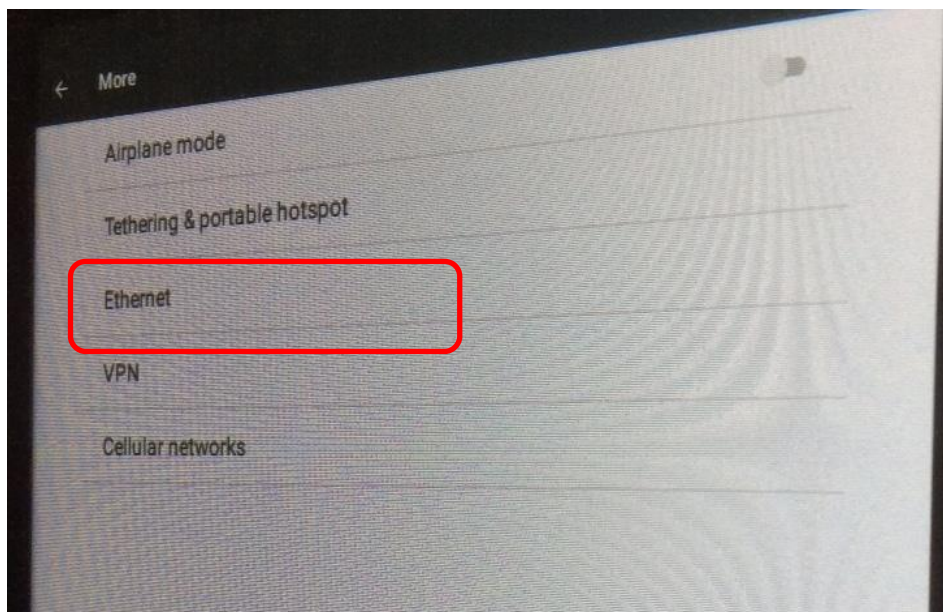 More
Airplane mode
Tethering & portable hotspot
Ethernet
VPN
Cellular networks